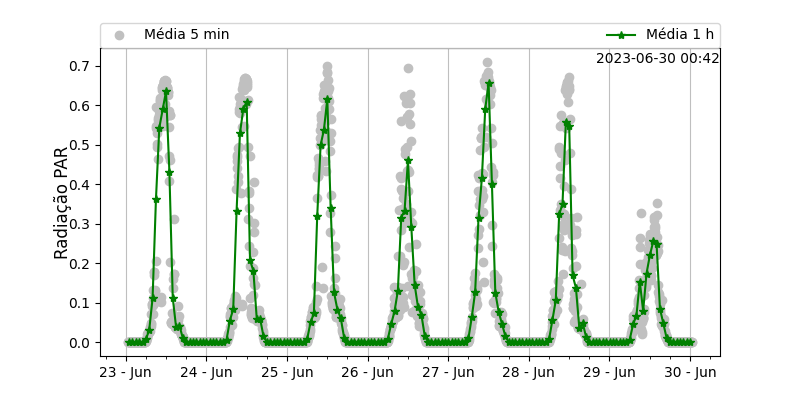 Média 5 min
Média 1 h
2023-06-30 00:42
Radiação PAR
0.7
0.6
0.5
0.4
0.3
0.2
0.1
0.0
23 - Jun
24 - Jun
25 - Jun
26 - Jun
27 - Jun
28 - Jun
29 - Jun
30 - Jun